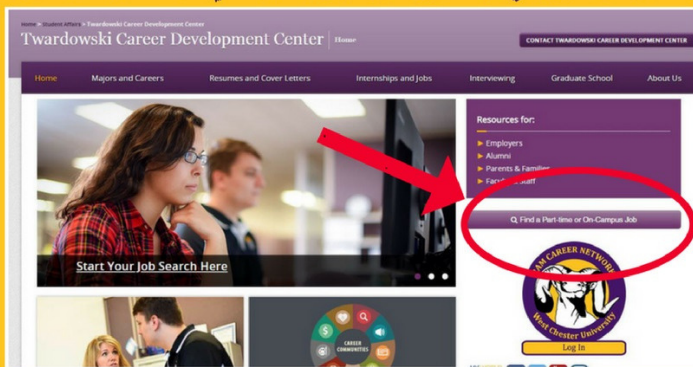 Home > Student Affairs > Twardowski Career Development Center
Twardowski Career Development Center | Home
CONTACT TWARDOWSKI CAREER DEVELOPMENT CENTER
Home Majors and Careers Resumes and Cover Letters Internships and Jobs Interviewing Graduate School About Us
Resources for:
Employers
Alumni
Parents & Families
Faculty & Staff
Find a Part-time or On-Campus Job
Start Your Job Search Here
RAM CAREER NETWORK
West Chester University
Log In
CAREER
COMMUNITIES